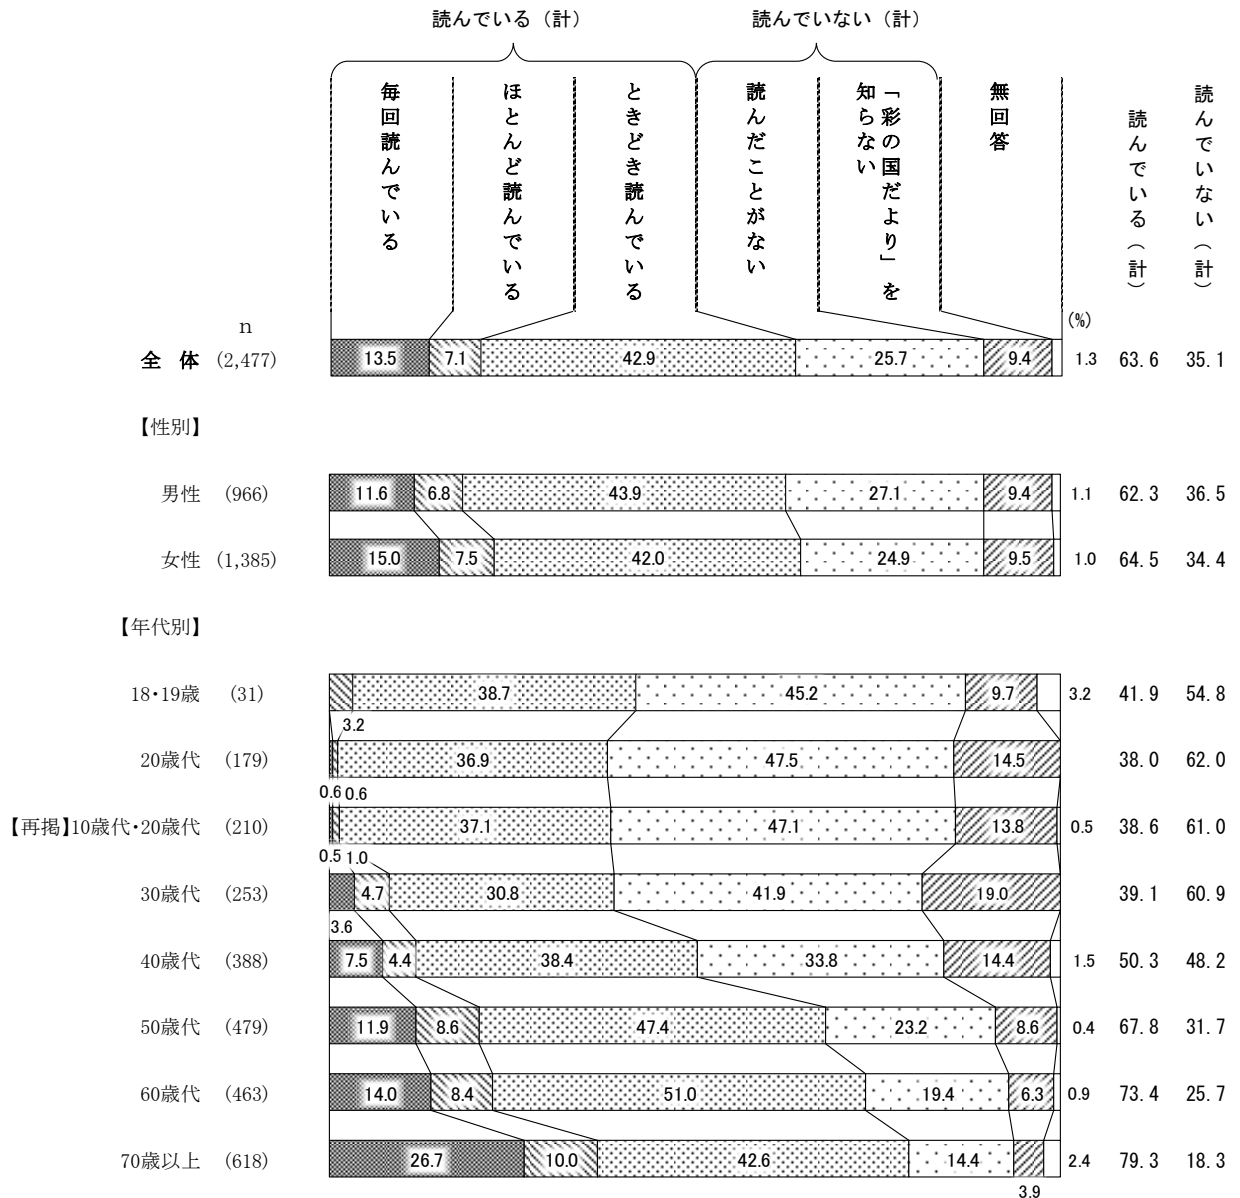 読んでいる（計）　読んでいない（計）
毎回読んでいる
ほとんど読んでいる
ときどき読んでいる
読んだことがない
「彩の国だより」を
知らない
無回答
読んでいる（計）
読んでいない（計）
n
(%)
全　体 (2,477) 13.5 7.1 42.9 25.7 9.4 1.3 63.6 35.1
【性別】
男性 (966) 11.6 6.8 43.9 27.1 9.4 1.1 62.3 36.5
女性 (1,385) 15.0 7.5 42.0 24.9 9.5 1.0 64.5 34.4
【年代別】
18・19歳 (31) 38.7 45.2 9.7 3.2 41.9 54.8
3.2
20歳代 (179) 36.9 47.5 14.5 38.0 62.0
0.6 0.6
【再掲】10歳代・20歳代 (210) 37.1 47.1 13.8 0.5 38.6 61.0
0.5 1.0
30歳代 (253) 4.7 30.8 41.9 19.0 39.1 60.9
3.6
40歳代 (388) 7.5 4.4 38.4 33.8 14.4 1.5 50.3 48.2
50歳代 (479) 11.9 8.6 47.4 23.2 8.6 0.4 67.8 31.7
60歳代 (463) 14.0 8.4 51.0 19.4 6.3 0.9 73.4 25.7
70歳以上 (618) 26.7 10.0 42.6 14.4 2.4 79.3 18.3
3.9